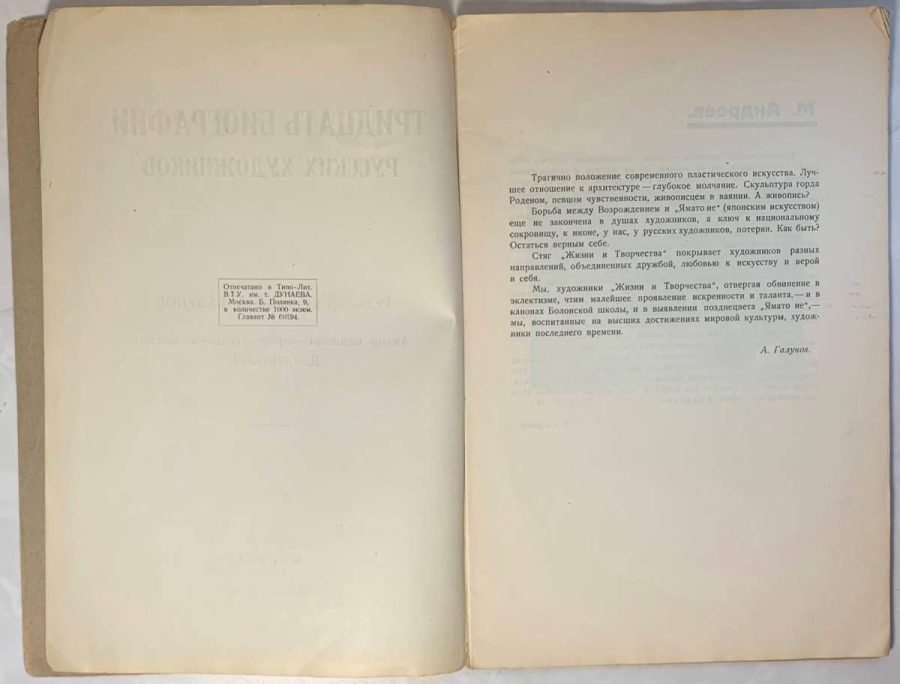 Отпечатано в Типо-Лит.
В.Т.У. им. т. ДУНАЕВА.
Москва. Б. Полянка, 9,
в количестве 1000 экзем.
Главлит №
Трагично положение современного пластического искусства. Луч-
шее отношение к архитектуре—глубокое молчание. Скульптура горда
Роденом, певцом чувственности, живописцем в ваянии. А живопись?
Борьба между Возрождением и „Ямато ие“ (японским искусством)
еще не закончена в душах художников, а ключ к национальному
сокровищу, к иконе, у нас, у русских художников, потерян. Как быть?
Остаться верным себе.
Стяг „Жизни и Творчества“ покрывает художников разных
направлений, объединенных дружбой, любовью к искусству и верой
в себя.
Мы, художники „Жизни и Творчества“, отвергая обвинение в
эклектизме, чтим малейшее проявление искренности и таланта,—и в
канонах Болонской школы, и в выявлении позднецвета „Ямато ие“,—
мы, воспитанные на высших достижениях мировой культуры, худож-
ники последнего времени.
А. Галунов.
М. Андреев.
ТРИДЦАТЬ БИОГРАФИЙ
РУССКИХ ХУДОЖНИКОВ